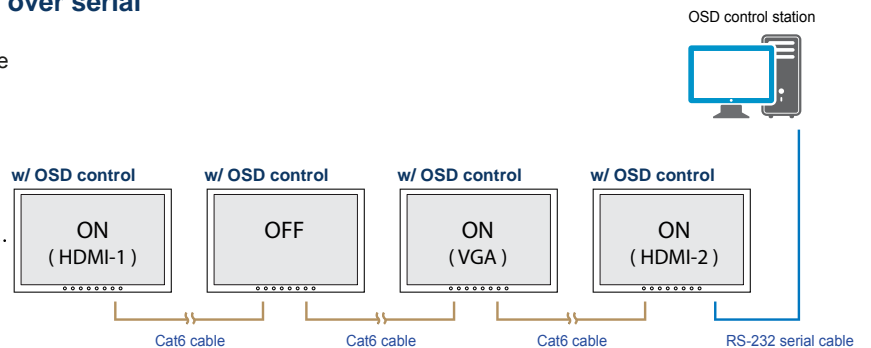 over serial
OSD control station
e
w/ OSD control
w/ OSD control
w/ OSD control
w/ OSD control
.
ON
( HDMI-1 )
OFF
ON
( VGA )
ON
( HDMI-2 )
Cat6 cable
Cat6 cable
Cat6 cable
RS-232 serial cable